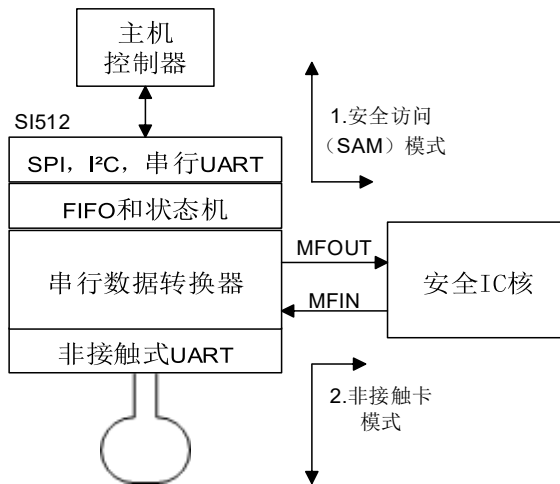 主机
控制器
SI512
SPI，I²C，串行UART
FIFO和状态机
串行数据转换器
非接触式UART
MFOUT
MFIN
安全IC核
1.安全访问
（SAM）模式
2.非接触卡
模式